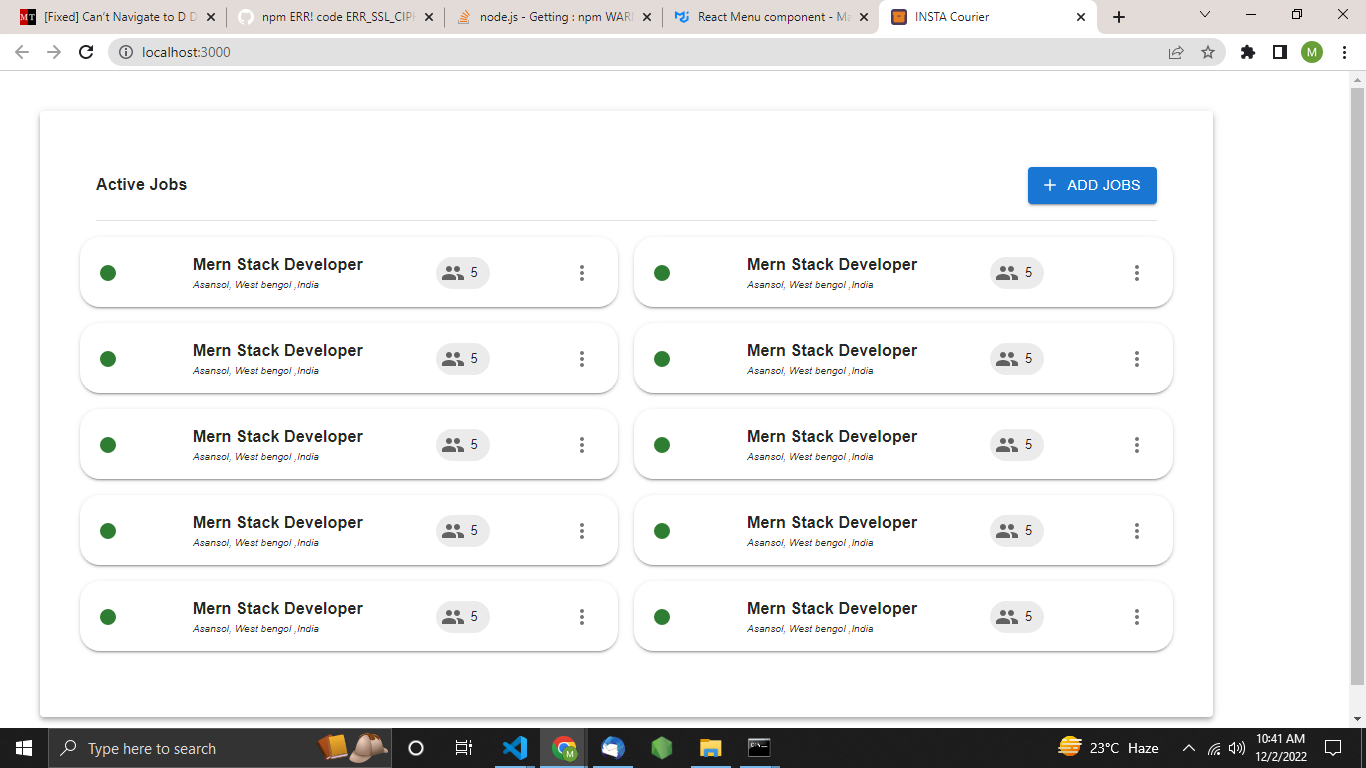 [Fixed] Can't Navigate to D D
npm ERR! code ERR_SSL_CIPH
node.js - Getting : npm WARN
React Menu component - Ma
INSTA Courier
localhost:3000
M
Active Jobs
+ ADD JOBS
Mern Stack Developer 5 Mern Stack Developer 5
Asansol, West bengol ,India Asansol, West bengol ,India
Mern Stack Developer 5 Mern Stack Developer 5
Asansol, West bengol ,India Asansol, West bengol ,India
Mern Stack Developer 5 Mern Stack Developer 5
Asansol, West bengol ,India Asansol, West bengol ,India
Mern Stack Developer 5 Mern Stack Developer 5
Asansol, West bengol ,India Asansol, West bengol ,India
Mern Stack Developer 5 Mern Stack Developer 5
Asansol, West bengol ,India Asansol, West bengol ,India
Type here to search
23°C Haze
10:41 AM
12/2/2022